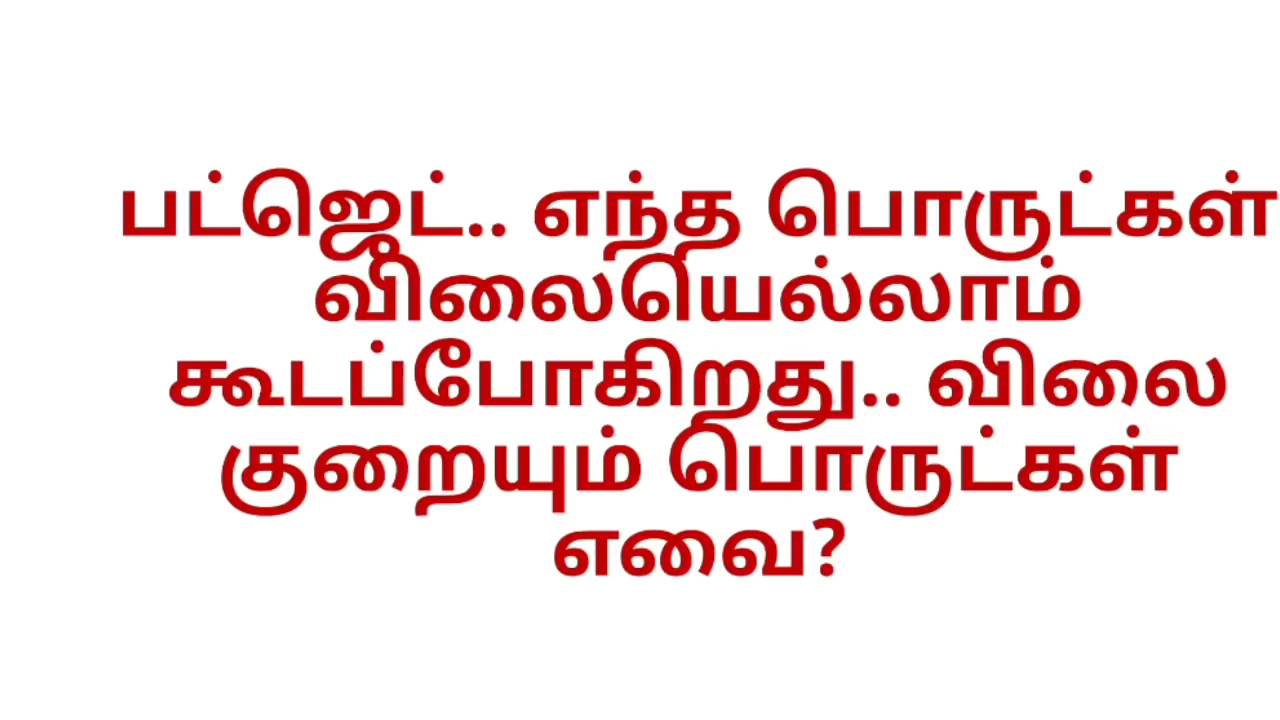 பட்ஜெட்.. எந்த பொருட்கள்
விலையெல்லாம்
கூடப்போகிறது.. விலை
குறையும் பொருட்கள்
எவை?